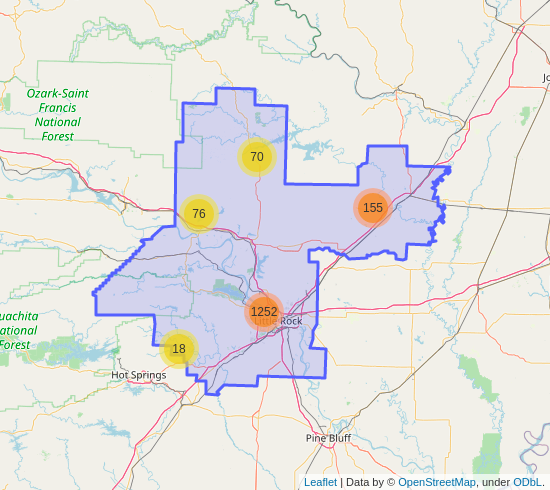 Jo
Ozark-Saint
Francis
National
Forest
70
76
155
1252
Little Rock
uachita
ational
Forest
18
Hot Springs
Pine Bluff
Leaflet | Data by © OpenStreetMap, under ODbL.